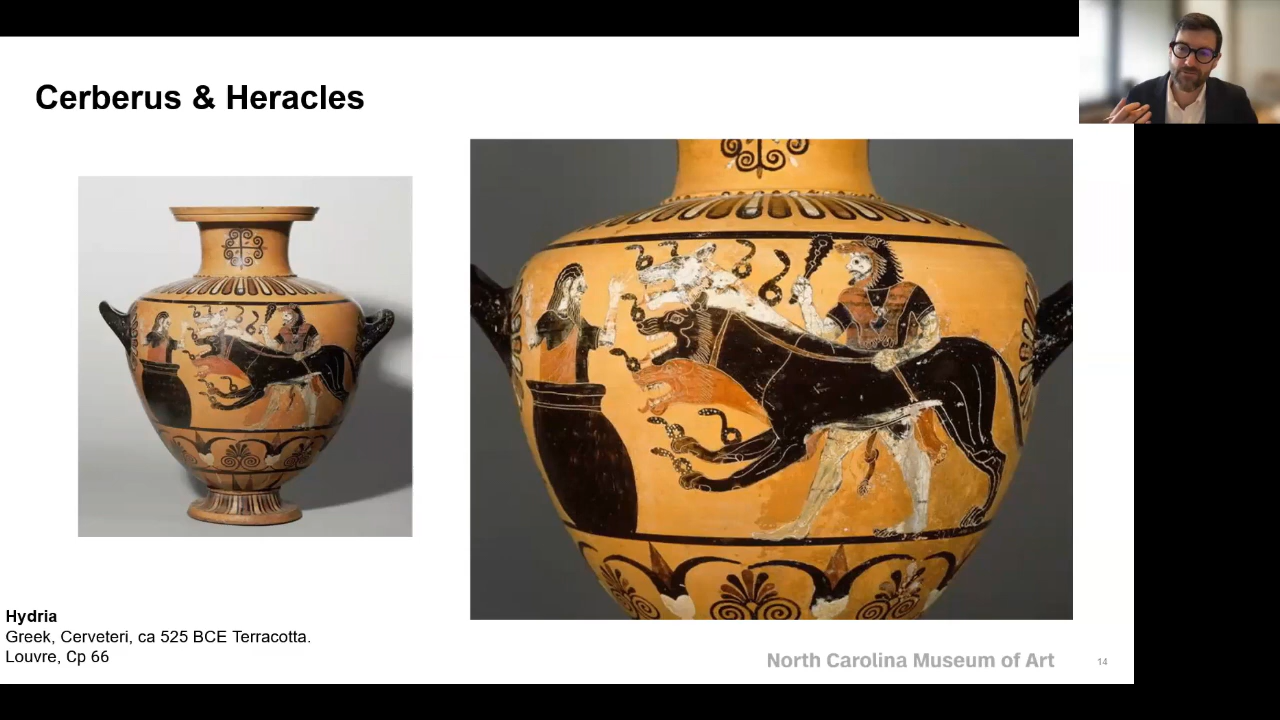 Cerberus & Heracles
Hydria
Greek, Cerveteri, ca 525 BCE Terracotta.
Louvre, Cp 66
North Carolina Museum of Art
14